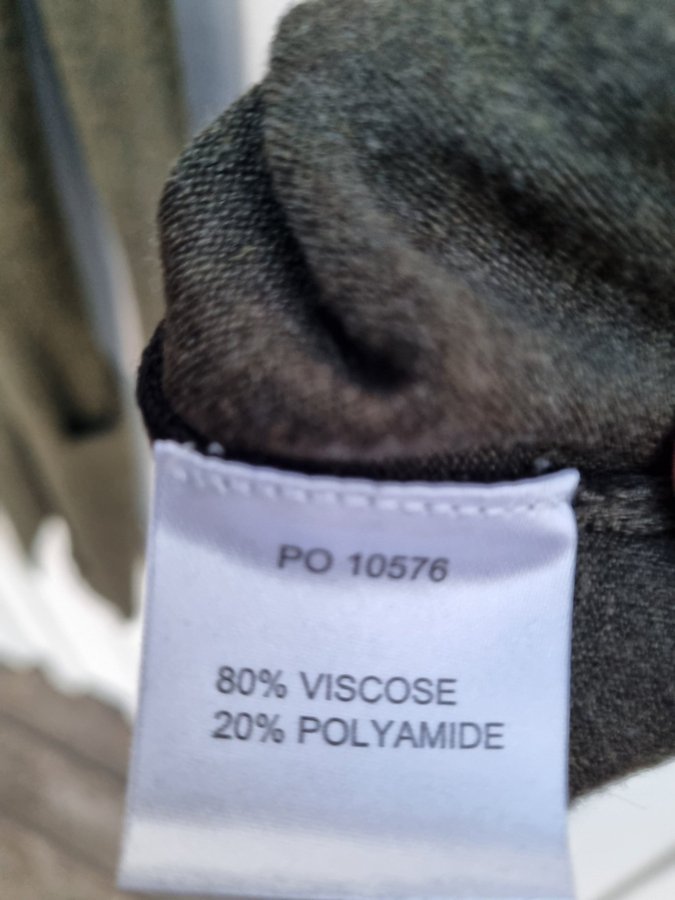 PO 10576
80% VISCOSE
20% POLYAMIDE